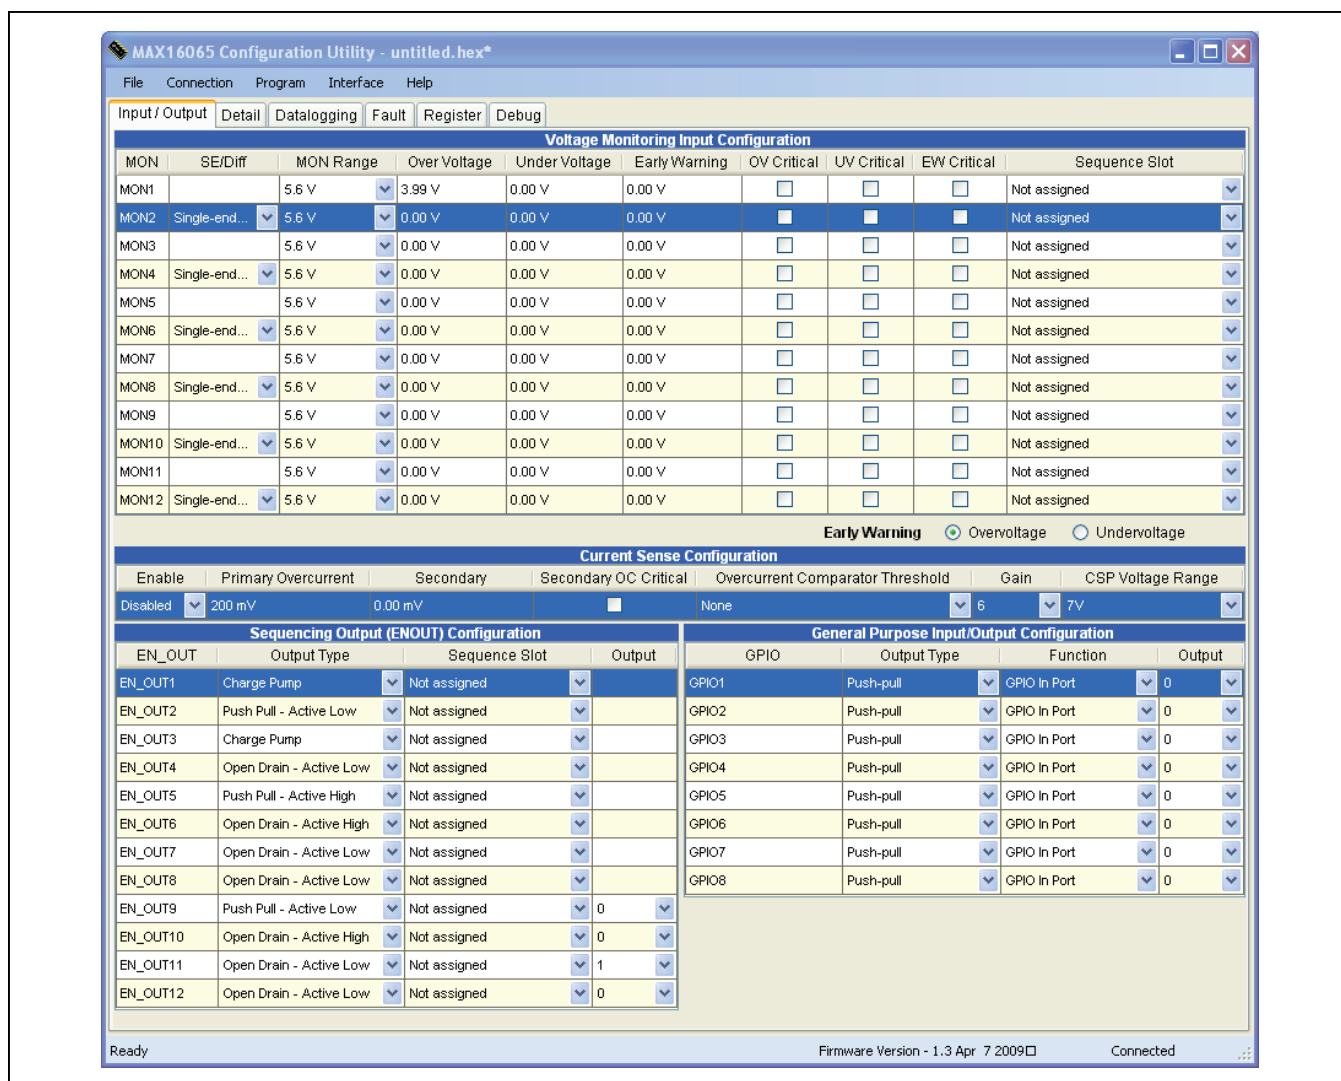 MAX16065 Configuration Utility - untitled.hex*
File Connection Program Interface Help
Input / Output Detail Datalogging Fault Register Debug
Voltage Monitoring Input Configuration
MON SE/Diff MON Range Over Voltage Under Voltage Early Warning OV Critical UV Critical EW Critical Sequence Slot
MON1 5.6 V 3.99 V 0.00 V 0.00 V Not assigned
MON2 Single-end... 5.6 V 0.00 V 0.00 V 0.00 V Not assigned
MON3 5.6 V 0.00 V 0.00 V 0.00 V Not assigned
MON4 Single-end... 5.6 V 0.00 V 0.00 V 0.00 V Not assigned
MON5 5.6 V 0.00 V 0.00 V 0.00 V Not assigned
MON6 Single-end... 5.6 V 0.00 V 0.00 V 0.00 V Not assigned
MON7 5.6 V 0.00 V 0.00 V 0.00 V Not assigned
MON8 Single-end... 5.6 V 0.00 V 0.00 V 0.00 V Not assigned
MON9 5.6 V 0.00 V 0.00 V 0.00 V Not assigned
MON10 Single-end... 5.6 V 0.00 V 0.00 V 0.00 V Not assigned
MON11 5.6 V 0.00 V 0.00 V 0.00 V Not assigned
MON12 Single-end... 5.6 V 0.00 V 0.00 V 0.00 V Not assigned
Early Warning Overvoltage Undervoltage
Current Sense Configuration
Enable Primary Overcurrent Secondary Secondary OC Critical Overcurrent Comparator Threshold Gain CSP Voltage Range
Disabled 200 mV 0.00 mV None 6 7V
Sequencing Output (ENOUT) Configuration
EN_OUT Output Type Sequence Slot Output
EN_OUT1 Charge Pump Not assigned
EN_OUT2 Push Pull - Active Low Not assigned
EN_OUT3 Charge Pump Not assigned
EN_OUT4 Open Drain - Active Low Not assigned
EN_OUT5 Push Pull - Active High Not assigned
EN_OUT6 Open Drain - Active High Not assigned
EN_OUT7 Open Drain - Active Low Not assigned
EN_OUT8 Open Drain - Active Low Not assigned
EN_OUT9 Push Pull - Active Low Not assigned 0
EN_OUT10 Open Drain - Active High Not assigned 0
EN_OUT11 Open Drain - Active Low Not assigned 1
EN_OUT12 Open Drain - Active Low Not assigned 0
General Purpose Input/Output Configuration
GPIO Output Type Function Output
GPIO1 Push-pull GPIO In Port 0
GPIO2 Push-pull GPIO In Port 0
GPIO3 Push-pull GPIO In Port 0
GPIO4 Push-pull GPIO In Port 0
GPIO5 Push-pull GPIO In Port 0
GPIO6 Push-pull GPIO In Port 0
GPIO7 Push-pull GPIO In Port 0
GPIO8 Push-pull GPIO In Port 0
Ready Firmware Version - 1.3 Apr 7 2009□ Connected